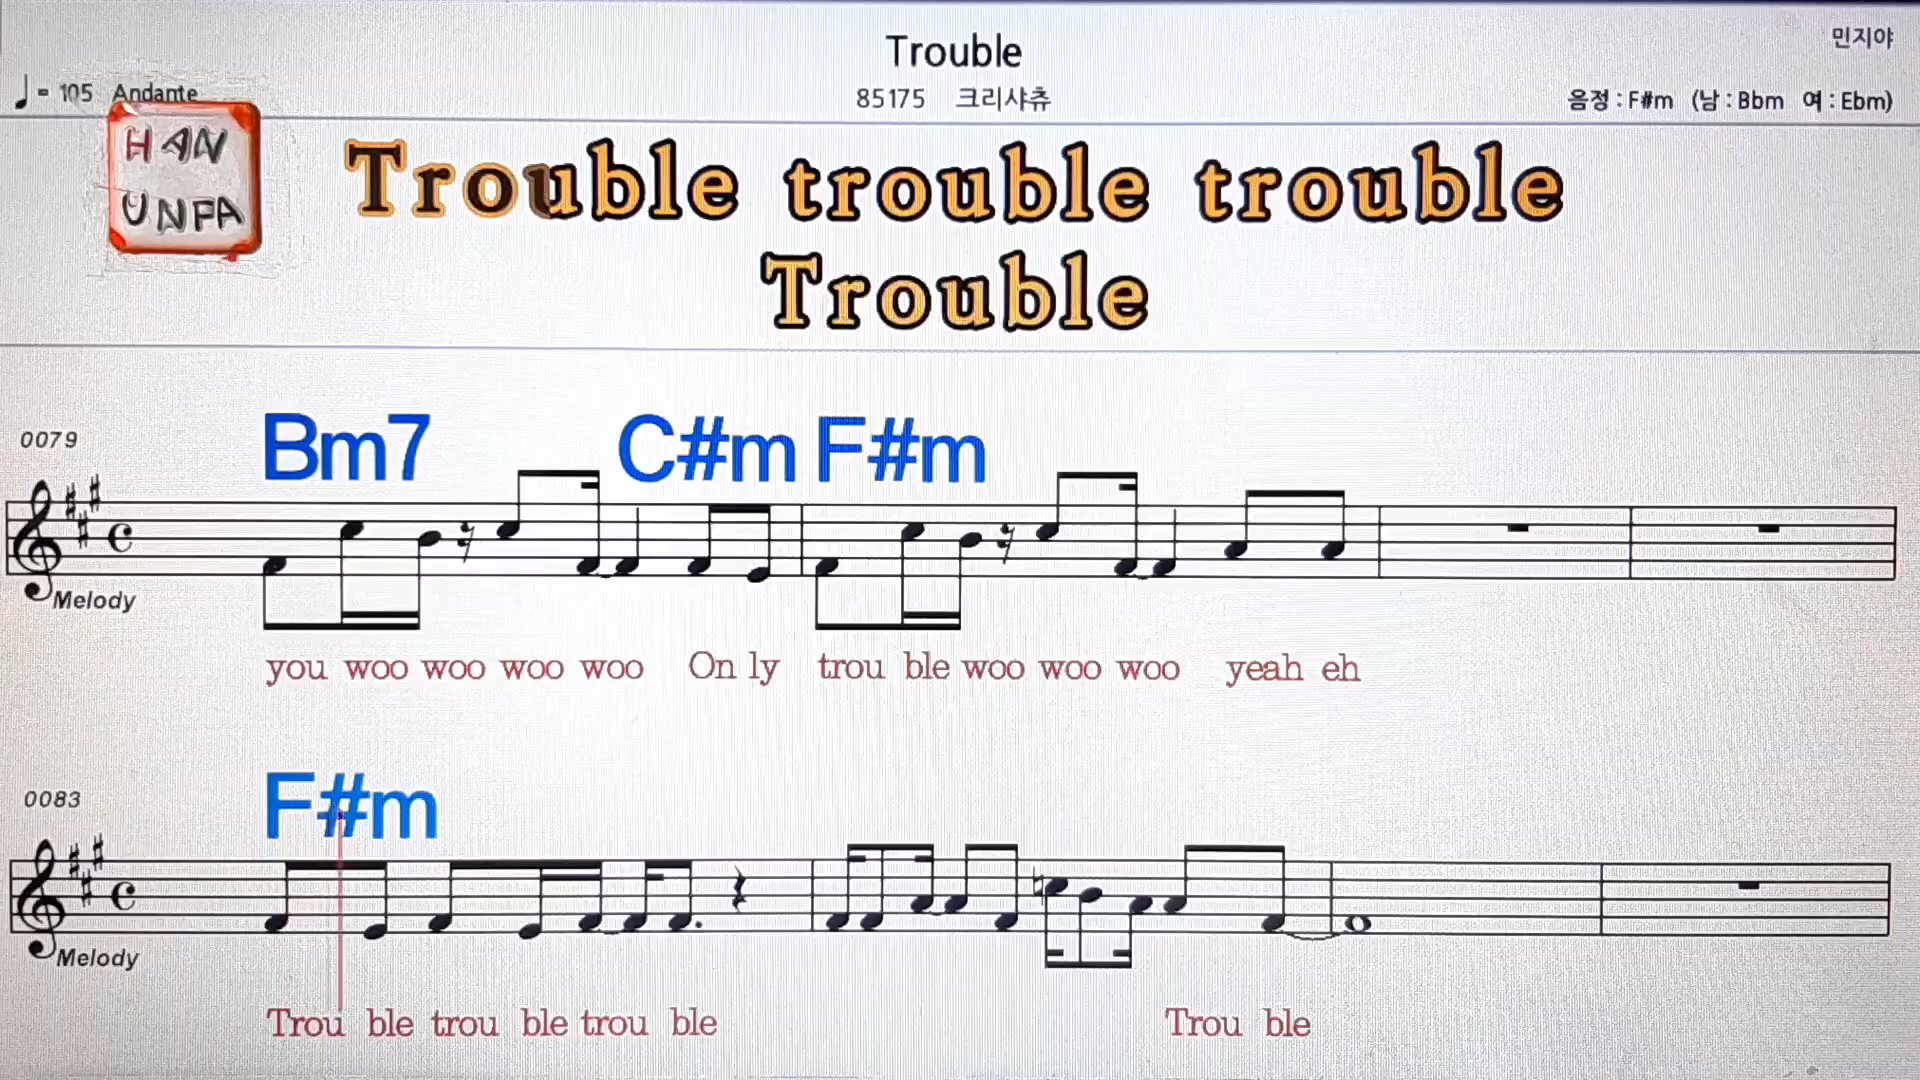 Trouble
민지야
= 105 Andante
85175 크리샤츄
음정 : F#m (남 : Bbm 여 : Ebm)
HAN
UNPA
Trouble trouble trouble
Trouble
0079
Bm7 C#m F#m
Melody
you woo woo woo woo On ly trou ble woo woo woo yeah eh
0083
F#m
Melody
Trou ble trou ble trou ble Trou ble